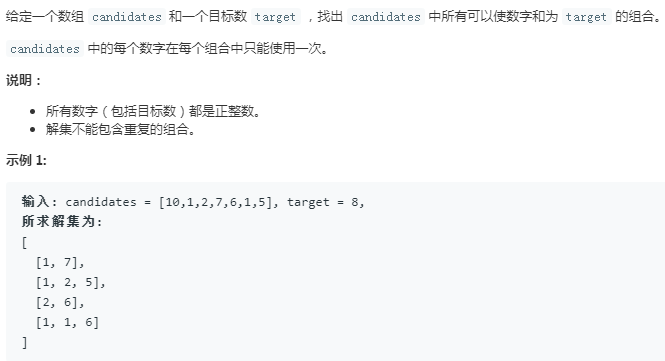 给定一个数组 candidates 和一个目标数 target ，找出 candidates 中所有可以使数字和为 target 的组合。
candidates 中的每个数字在每个组合中只能使用一次。
说明：
• 所有数字（包括目标数）都是正整数。
• 解集不能包含重复的组合。
示例 1:
输入: candidates = [10,1,2,7,6,1,5], target = 8,
所求解集为:
[
[1, 7],
[1, 2, 5],
[2, 6],
[1, 1, 6]
]